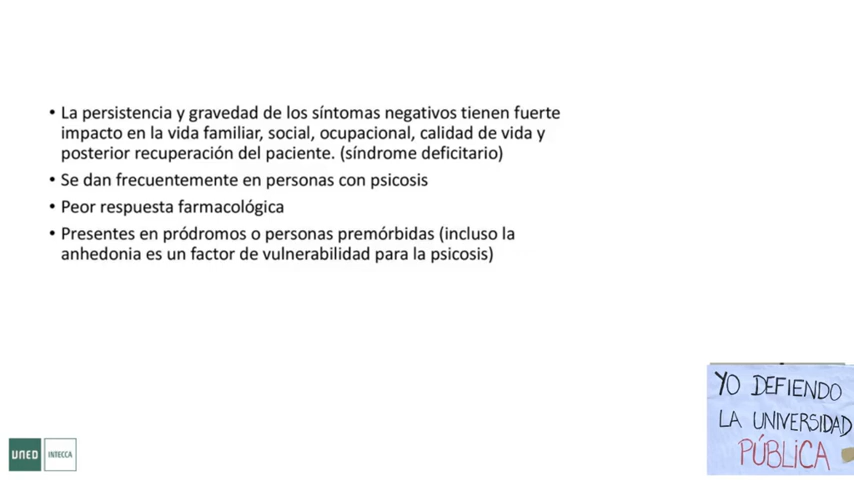 • La persistencia y gravedad de los síntomas negativos tienen fuerte
impacto en la vida familiar, social, ocupacional, calidad de vida y
posterior recuperación del paciente. (síndrome deficitario)
• Se dan frecuentemente en personas con psicosis
• Peor respuesta farmacológica
• Presentes en pródromos o personas premórbidas (incluso la
anhedonia es un factor de vulnerabilidad para la psicosis)
YO DEFIENDO
LA UNIVERSIDAD
PÚBLICA
UNED INTECCA